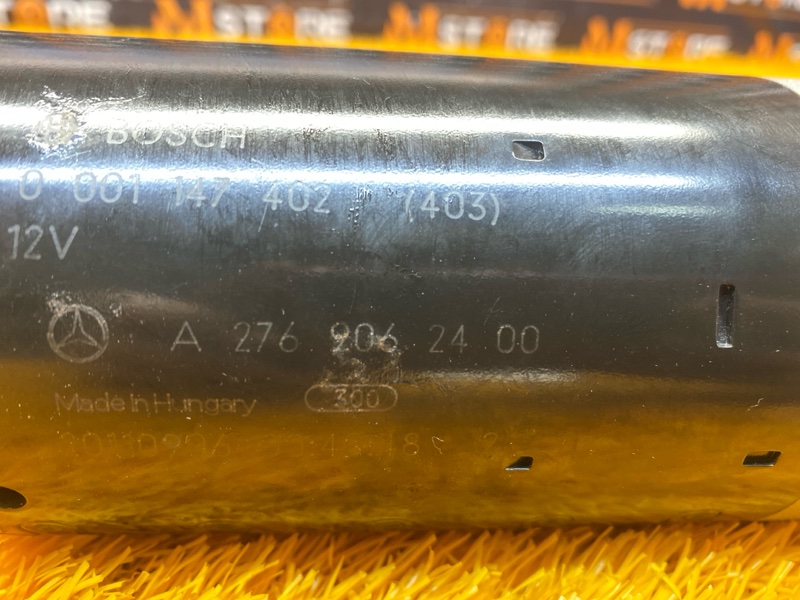 BOSCH
0 001 147 402 (403)
12V
A 276 906 24 00
Made in Hungary
300